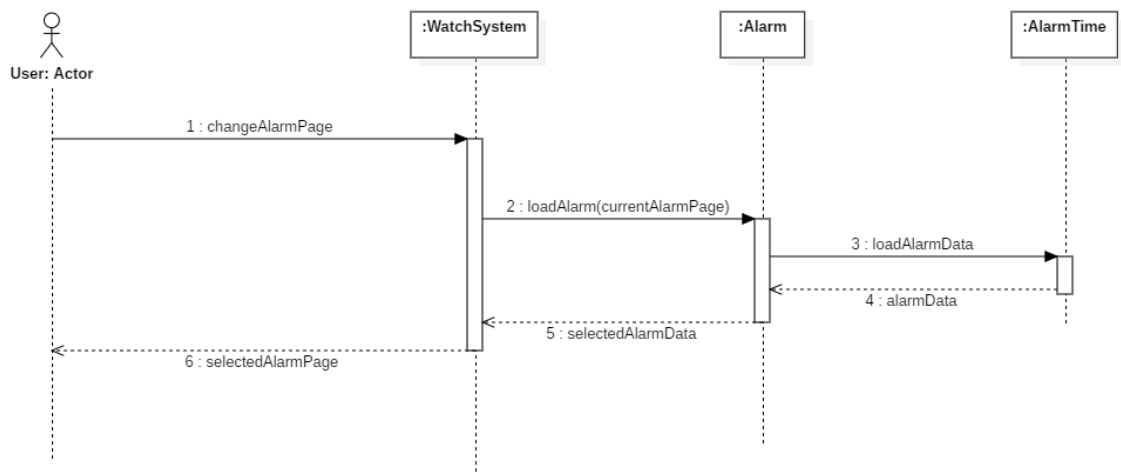 :WatchSystem
:Alarm
:AlarmTime
User: Actor
1 : changeAlarmPage
2 : loadAlarm(currentAlarmPage)
3 : loadAlarmData
4 : alarmData
5 : selectedAlarmData
6 : selectedAlarmPage